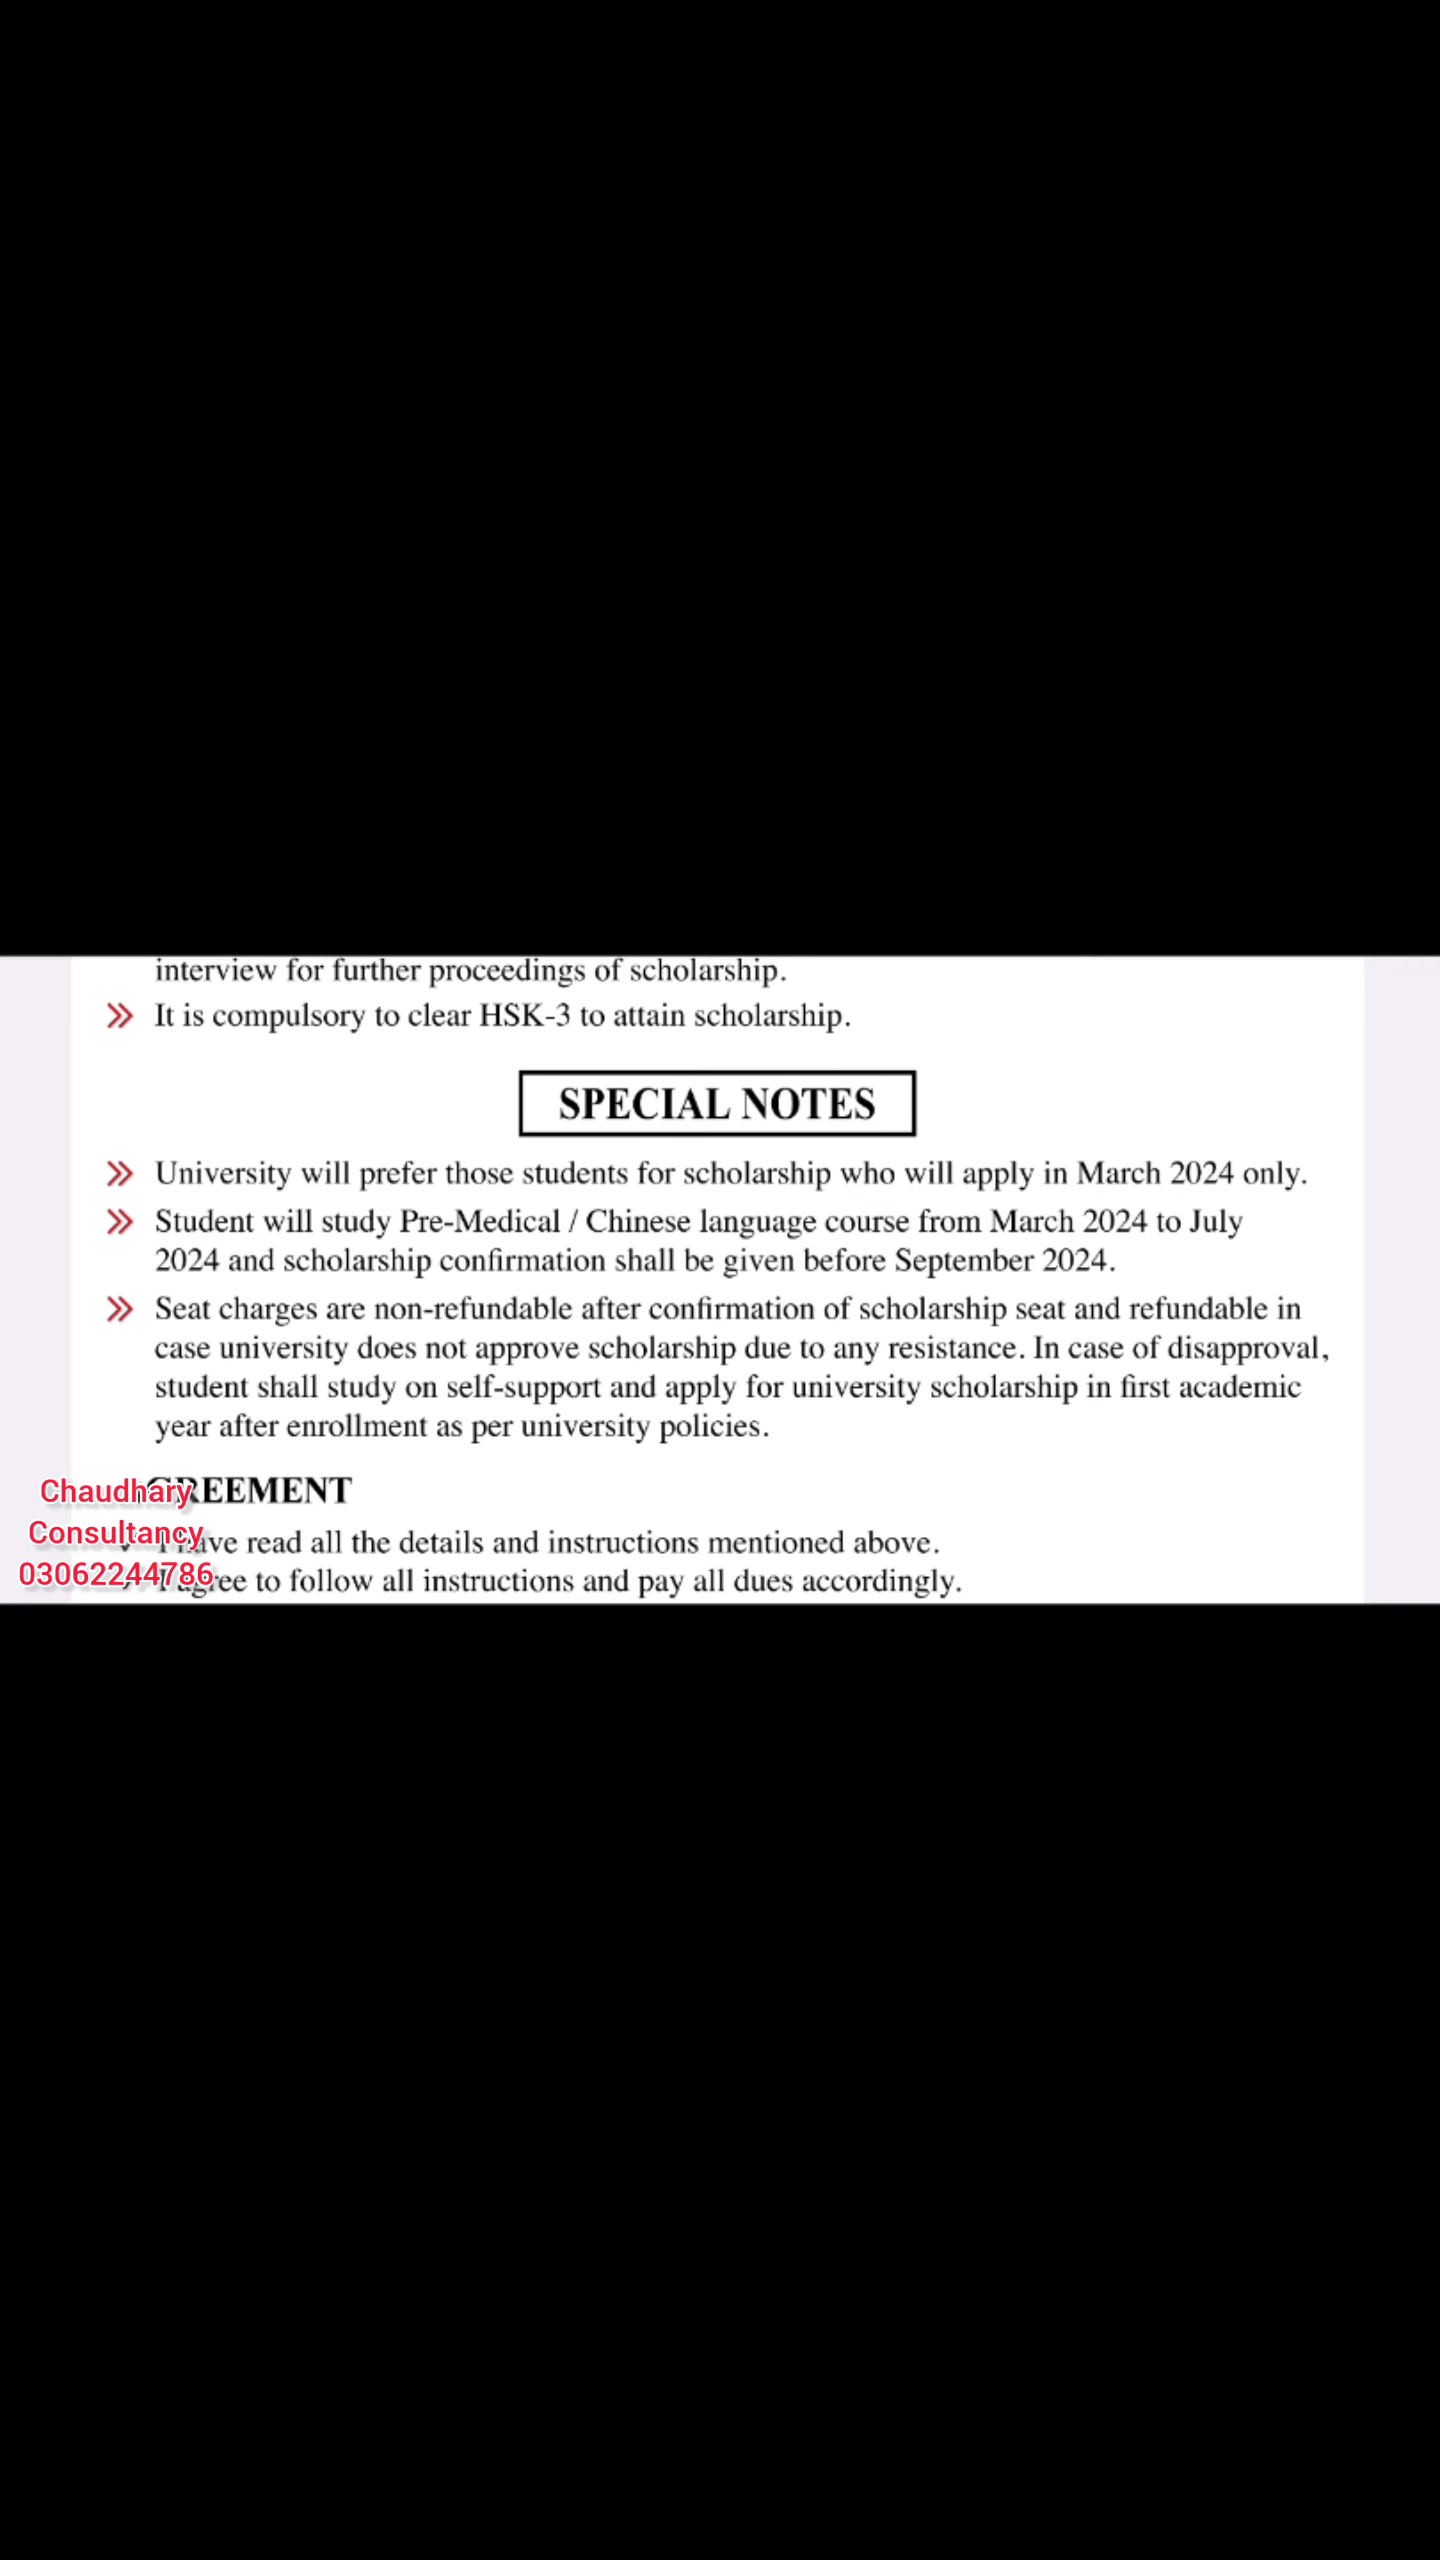 interview for further proceedings of scholarship.
» It is compulsory to clear HSK-3 to attain scholarship.
SPECIAL NOTES
» University will prefer those students for scholarship who will apply in March 2024 only.
» Student will study Pre-Medical / Chinese language course from March 2024 to July
2024 and scholarship confirmation shall be given before September 2024.
» Seat charges are non-refundable after confirmation of scholarship seat and refundable in
case university does not approve scholarship due to any resistance. In case of disapproval,
student shall study on self-support and apply for university scholarship in first academic
year after enrollment as per university policies.
GREEMENT
I have read all the details and instructions mentioned above.
I agree to follow all instructions and pay all dues accordingly.
Chaudhary
Consultancy
03062244786